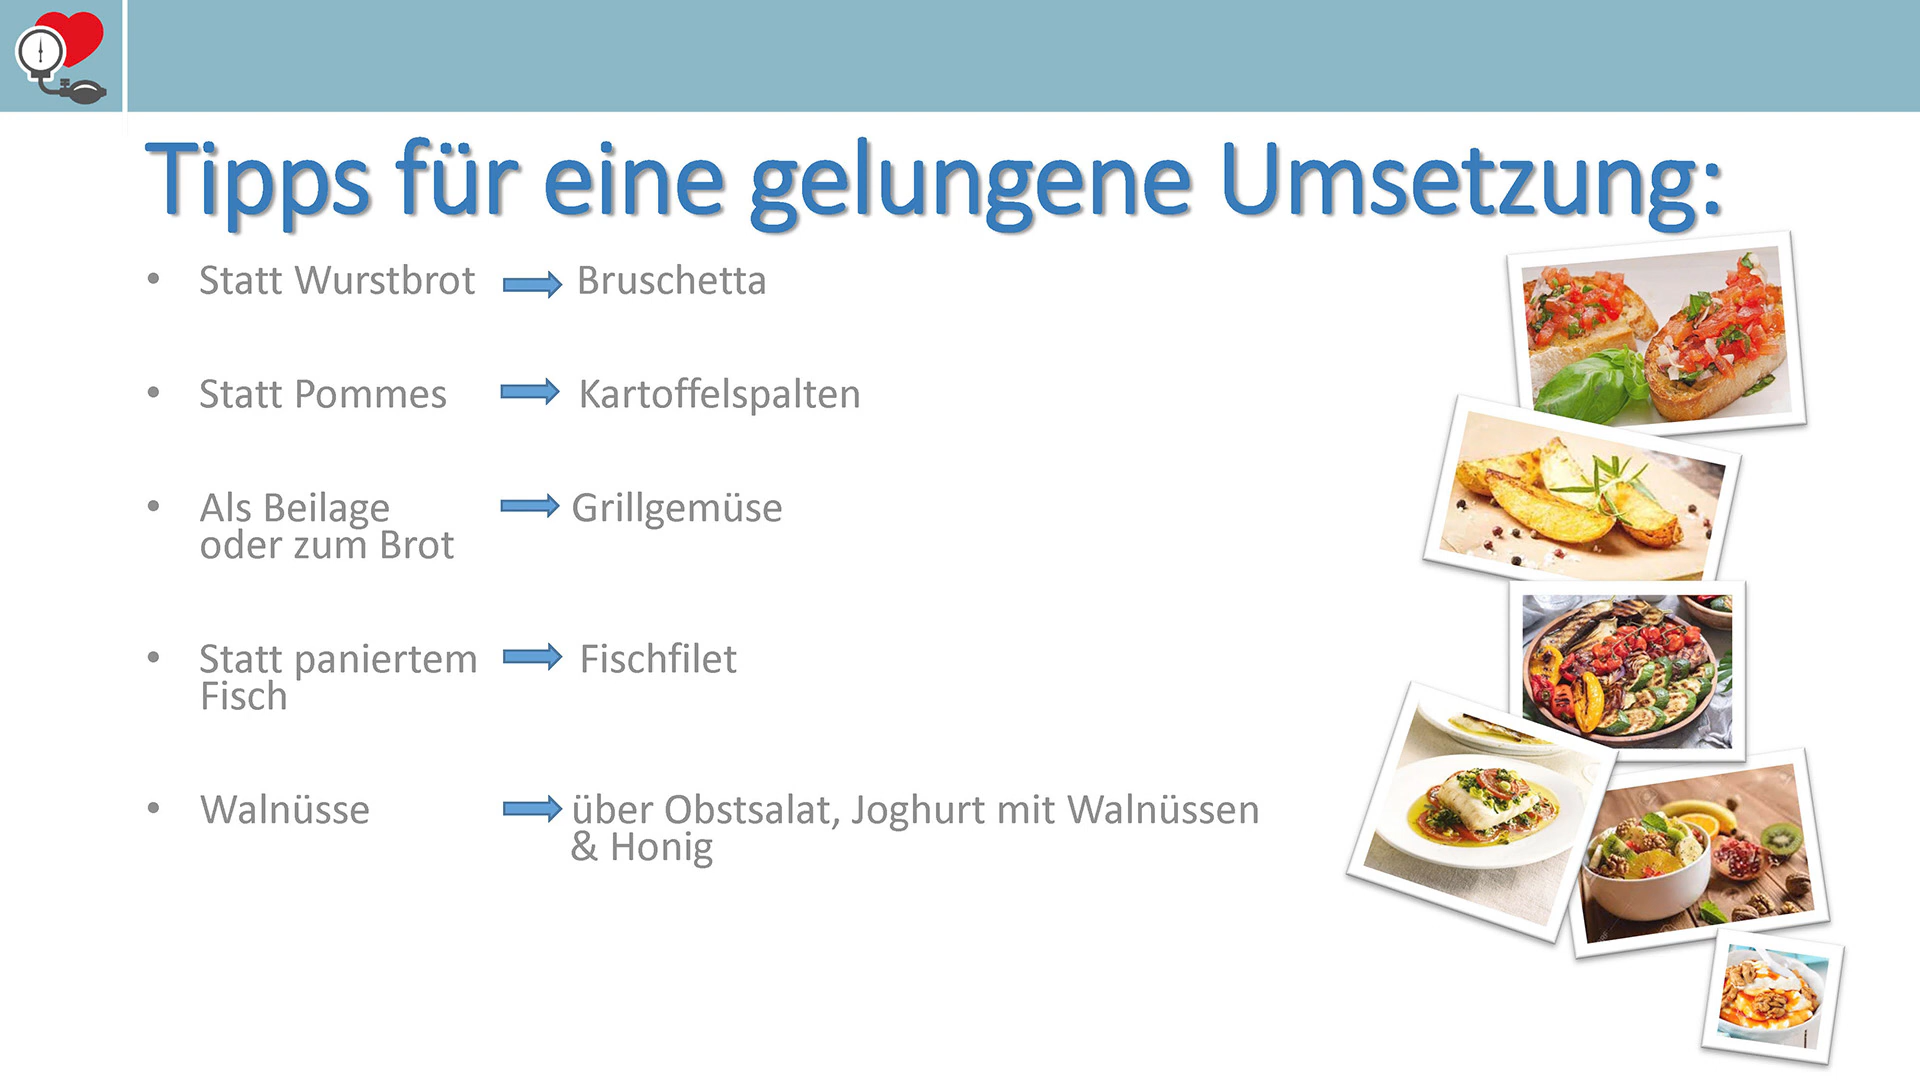 Tipps für eine gelungene Umsetzung:
• Statt Wurstbrot Bruschetta
• Statt Pommes Kartoffelspalten
• Als Beilage Grillgemüse
oder zum Brot
• Statt paniertem Fischfilet
Fisch
• Walnüsse über Obstsalat, Joghurt mit Walnüssen
& Honig